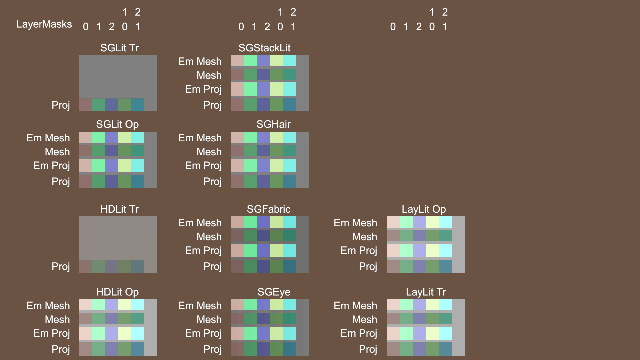 1 2 1 2 1 2
LayerMasks 0 1 2 0 1 0 1 2 0 1 0 1 2 0 1
SGLit Tr SGStackLit
Em Mesh
Mesh
Em Proj
Proj Proj
SGLit Op SGHair
Em Mesh Em Mesh
Mesh Mesh
Em Proj Em Proj
Proj Proj
HDLit Tr SGFabric LayLit Op
Em Mesh Em Mesh
Mesh Mesh
Em Proj Em Proj
Proj Proj Proj
HDLit Op SGEye LayLit Tr
Em Mesh Em Mesh Em Mesh
Mesh Mesh Mesh
Em Proj Em Proj Em Proj
Proj Proj Proj